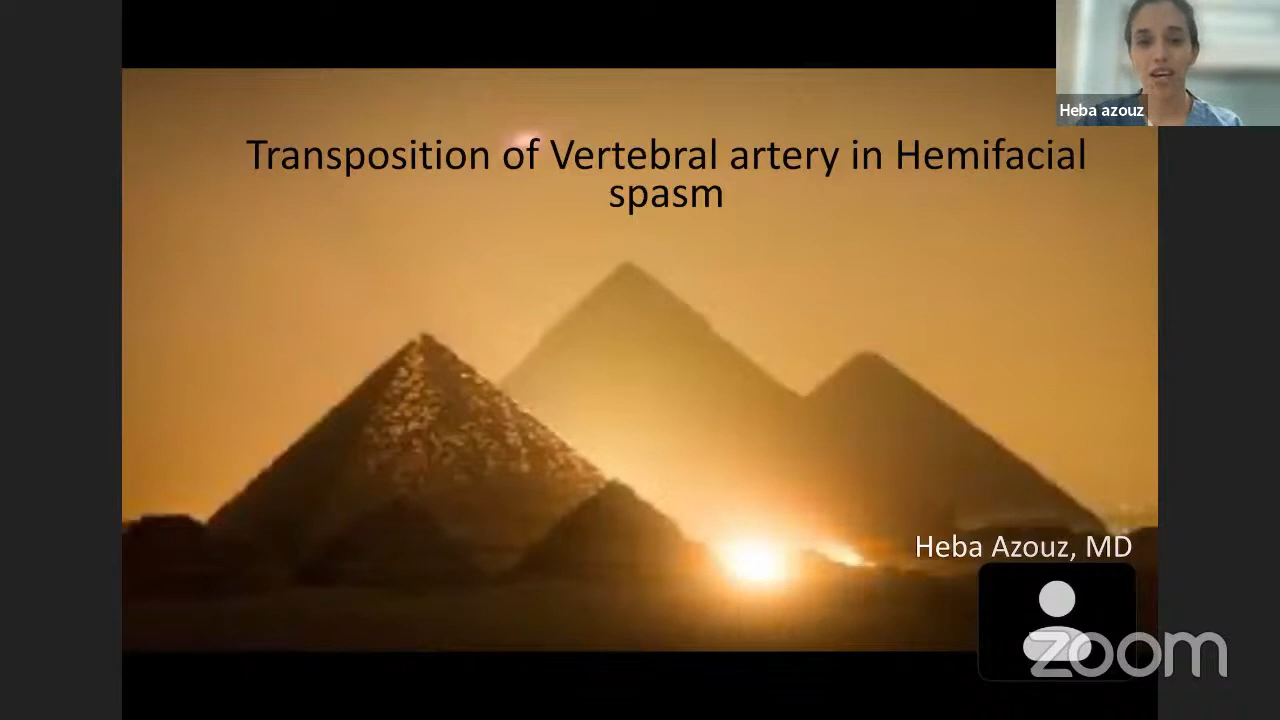 Heba azouz
Transposition of Vertebral artery in Hemifacial
spasm
Heba Azouz, MD
zoom